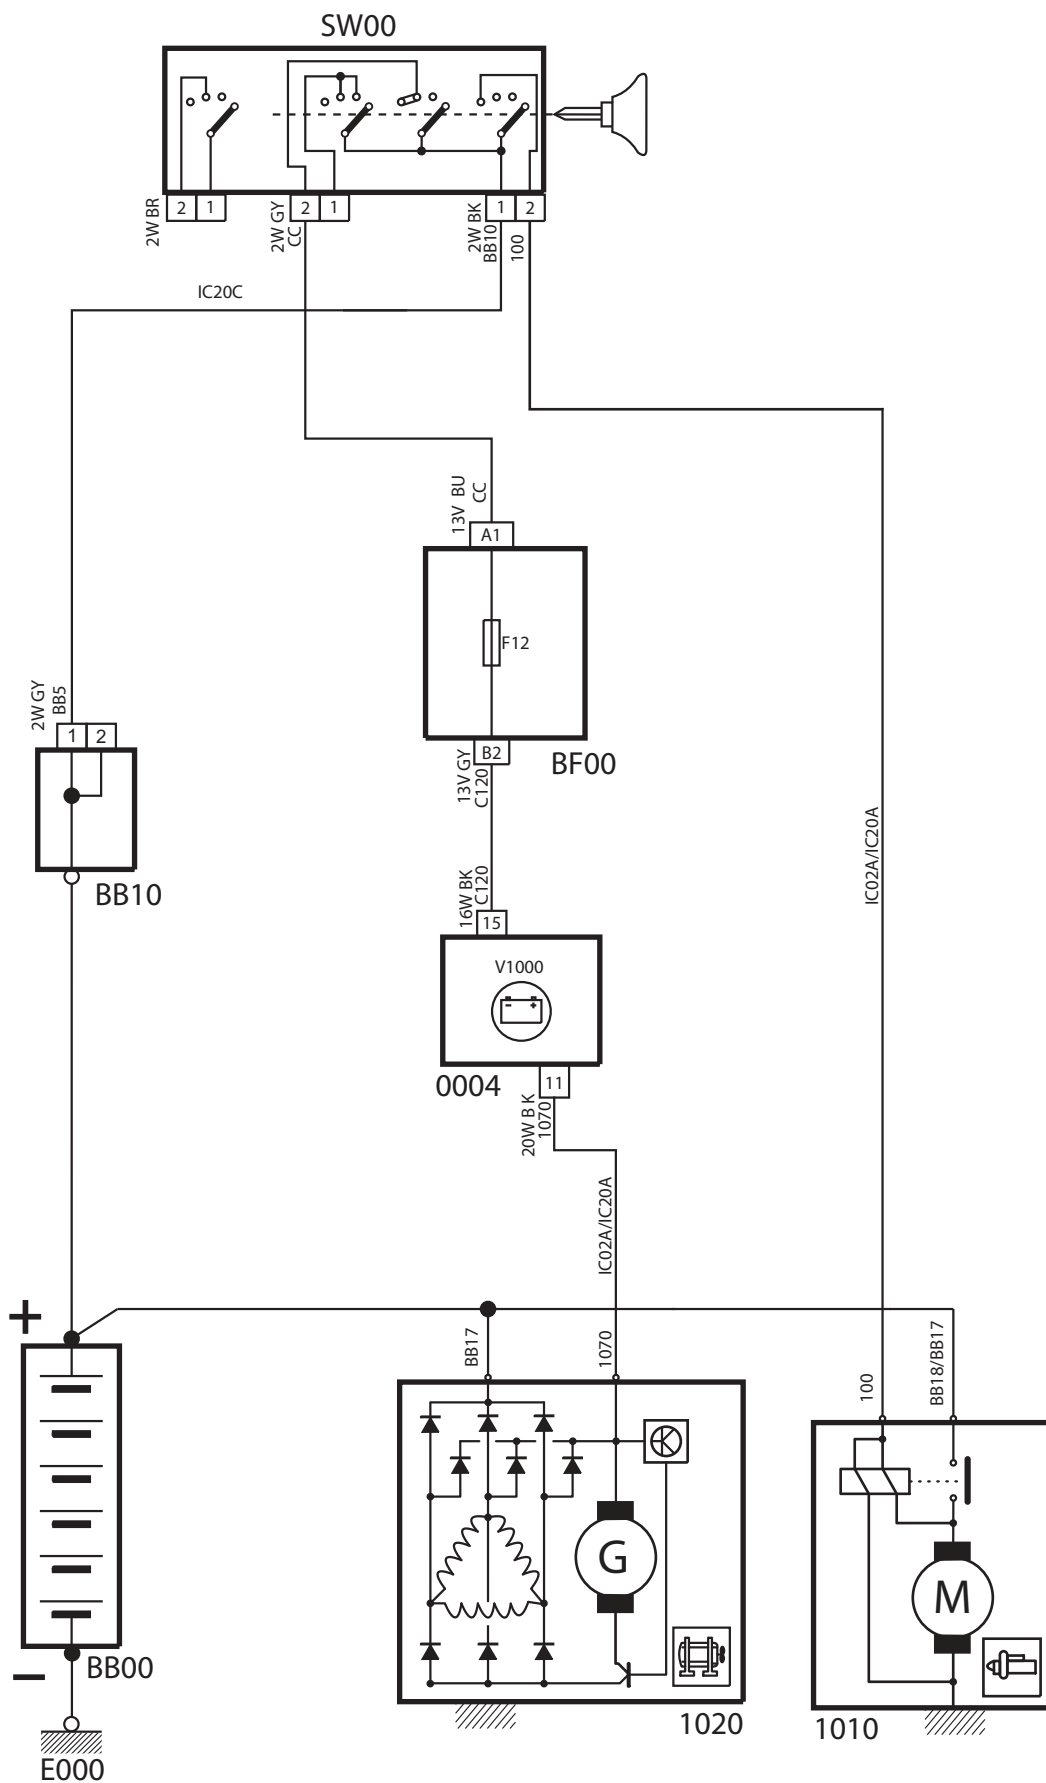 SW00
2W BR
2
1
2W GY
CC
2
1
2W BK
BB10
1
2
100
IC20C
13V BU
CC
A1
F12
2W GY
BB5
1
2
B2
BF00
13V GY
C120
IC02A/IC20A
BB10
16W BK
C120
15
V1000
- +
0004
11
20W B K
1070
IC02A/IC20A
+
BB17
1070
100
BB18/BB17
G
M
−
BB00
1020
1010
E000